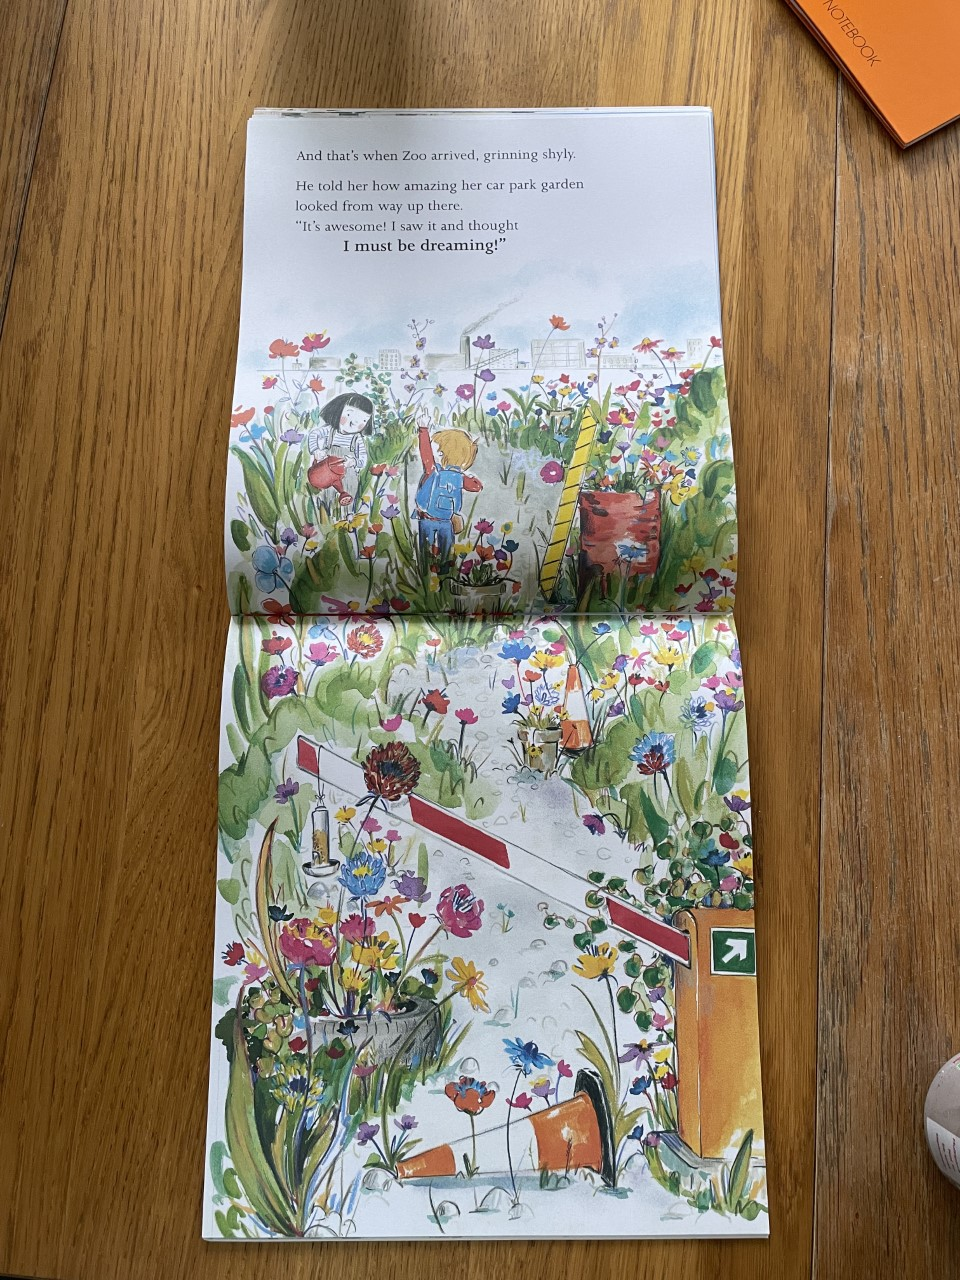 NOTEBOOK
And that's when Zoo arrived, grinning shyly.
He told her how amazing her car park garden
looked from way up there.
“It's awesome! I saw it and thought
I must be dreaming!”